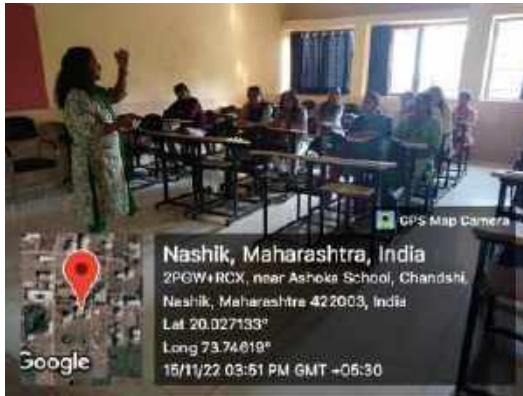 GPS Map Camera
Nashik, Maharashtra, India
2PGW+RCX, near Ashoka School, Chandshi,
Nashik, Maharashtra 422003, India
Lat 20.027133°
Long 73.74619°
15/11/22 03:51 PM GMT +05:30
Google